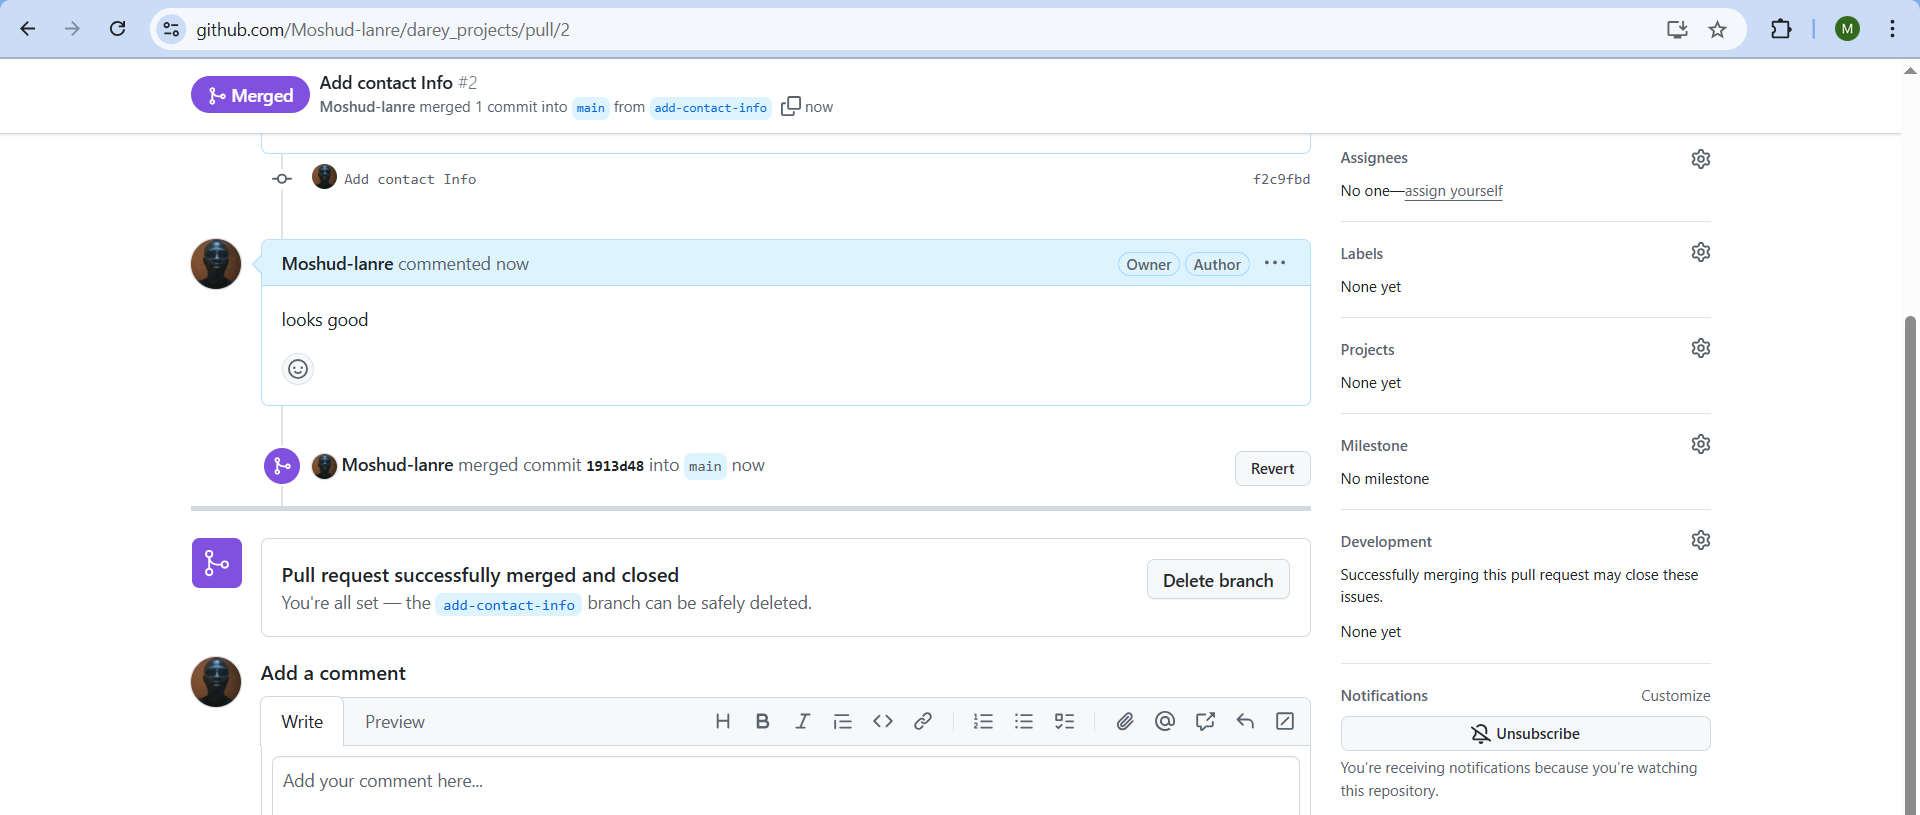 github.com/Moshud-lanre/darey_projects/pull/2
M
Merged
Add contact Info #2
Moshud-lanre merged 1 commit into main from add-contact-info now
Add contact Info f2c9fbd
Moshud-lanre commented now Owner Author
looks good
Moshud-lanre merged commit 1913d48 into main now Revert
Pull request successfully merged and closed
You're all set — the add-contact-info branch can be safely deleted.
Delete branch
Add a comment
Write Preview
Add your comment here...
Assignees
No one—assign yourself
Labels
None yet
Projects
None yet
Milestone
No milestone
Development
Successfully merging this pull request may close these
issues.
None yet
Notifications Customize
Unsubscribe
You're receiving notifications because you're watching
this repository.